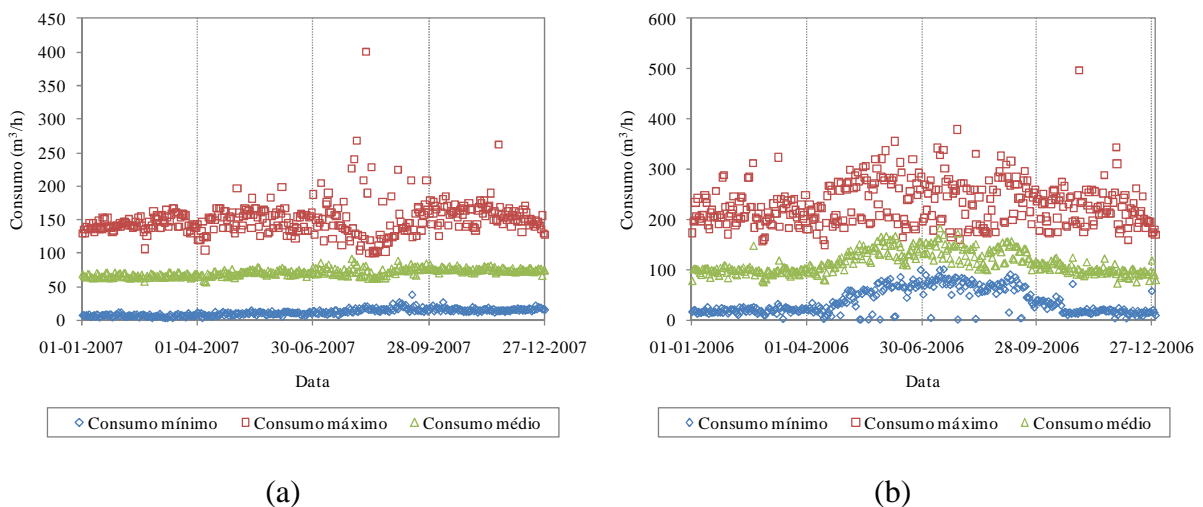 450
400
350
300
250
200
150
100
50
0
Consumo (m³/h)
01-01-2007 01-04-2007 30-06-2007 28-09-2007 27-12-2007
Data
Consumo mínimo Consumo máximo Consumo médio
(a)
600
500
400
300
200
100
0
Consumo (m³/h)
01-01-2006 01-04-2006 30-06-2006 28-09-2006 27-12-2006
Data
Consumo mínimo Consumo máximo Consumo médio
(b)